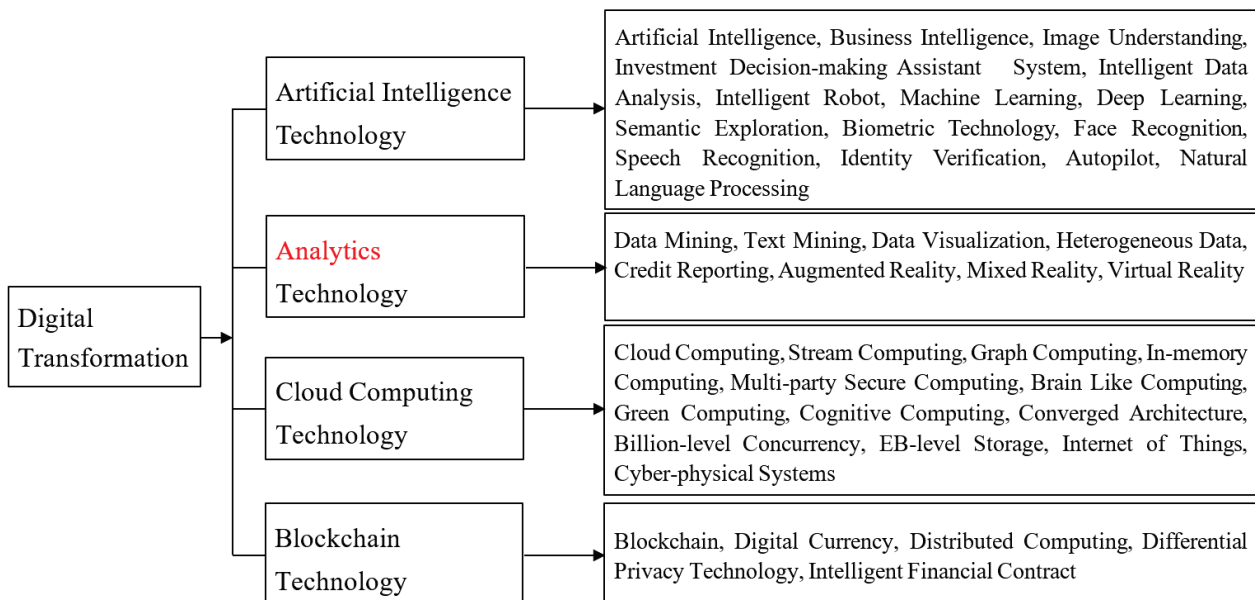 Digital
Transformation
Artificial Intelligence
Technology
Artificial Intelligence, Business Intelligence, Image Understanding,
Investment Decision-making Assistant System, Intelligent Data
Analysis, Intelligent Robot, Machine Learning, Deep Learning,
Semantic Exploration, Biometric Technology, Face Recognition,
Speech Recognition, Identity Verification, Autopilot, Natural
Language Processing
Analytics
Technology
Data Mining, Text Mining, Data Visualization, Heterogeneous Data,
Credit Reporting, Augmented Reality, Mixed Reality, Virtual Reality
Cloud Computing
Technology
Cloud Computing, Stream Computing, Graph Computing, In-memory
Computing, Multi-party Secure Computing, Brain Like Computing,
Green Computing, Cognitive Computing, Converged Architecture,
Billion-level Concurrency, EB-level Storage, Internet of Things,
Cyber-physical Systems
Blockchain
Technology
Blockchain, Digital Currency, Distributed Computing, Differential
Privacy Technology, Intelligent Financial Contract